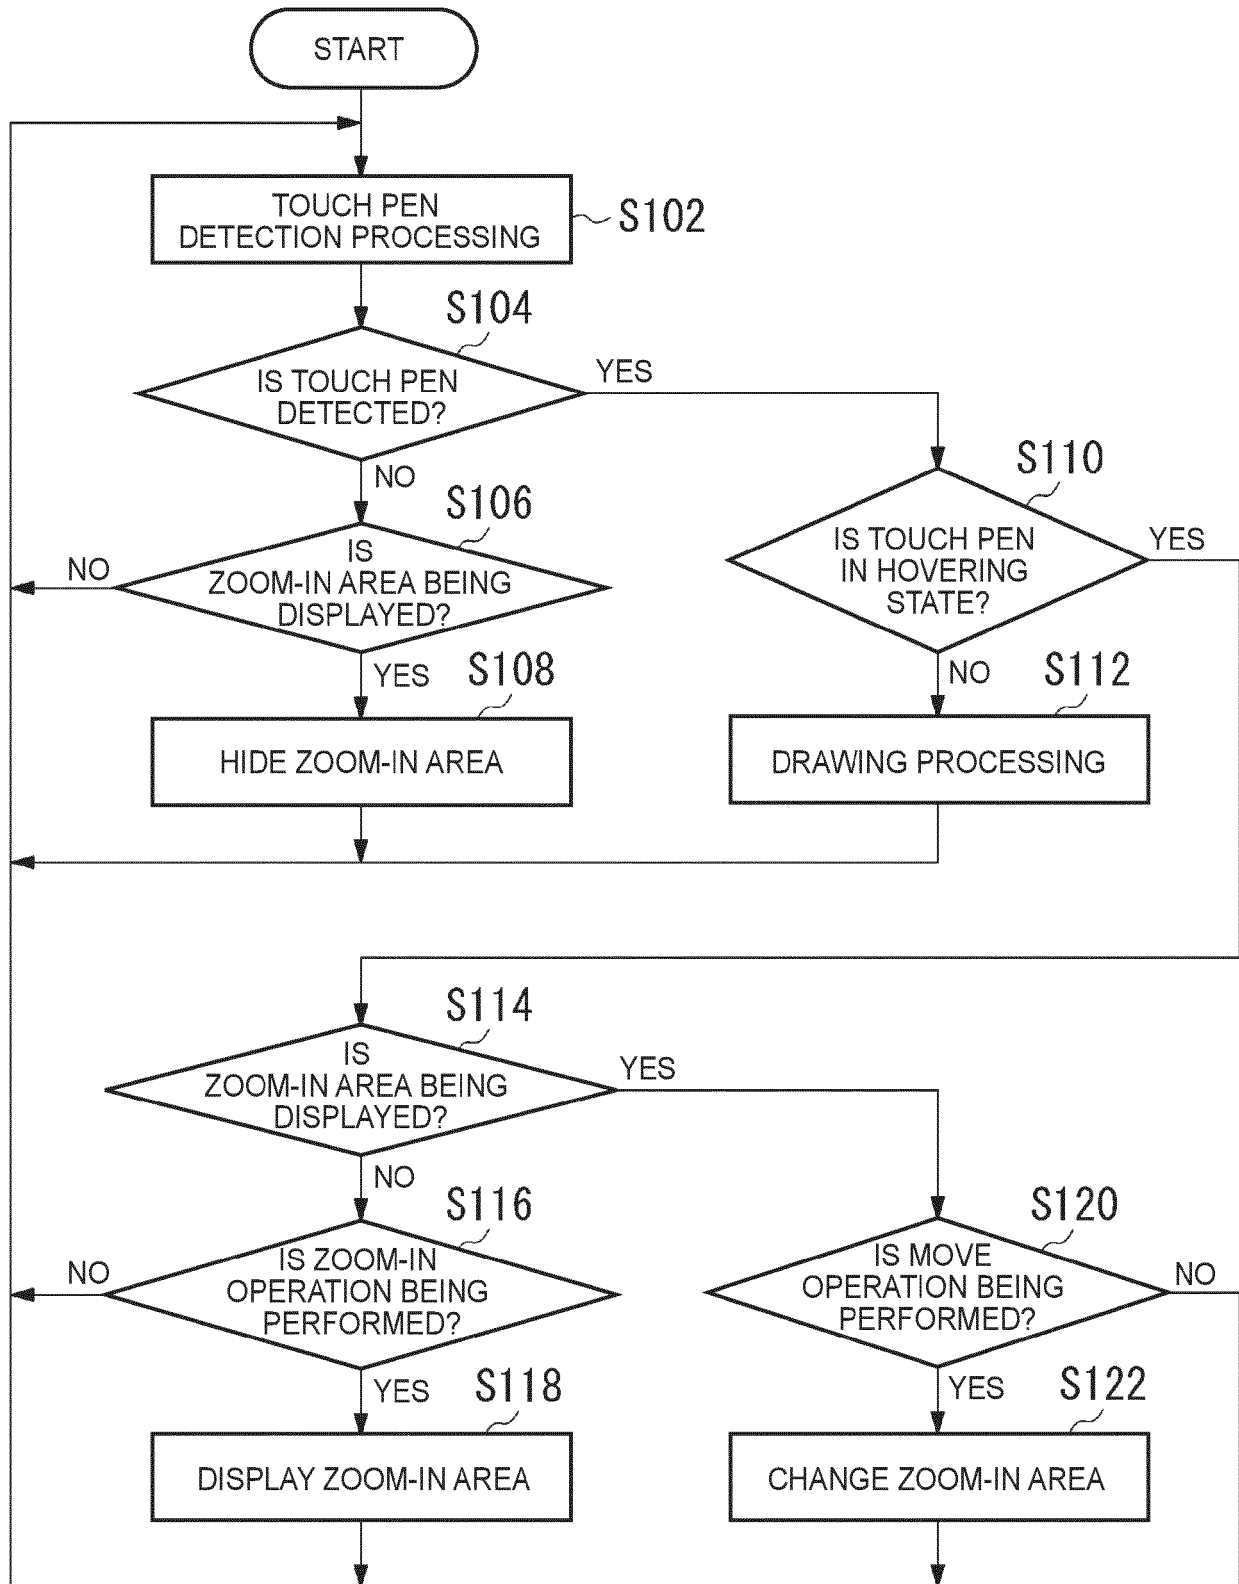 START
TOUCH PEN
DETECTION PROCESSING
S102
S104
IS TOUCH PEN
DETECTED?
YES
NO
S110
IS TOUCH PEN
IN HOVERING
STATE?
YES
NO
S106
IS
ZOOM-IN AREA BEING
DISPLAYED?
NO
YES
S108
HIDE ZOOM-IN AREA
S112
DRAWING PROCESSING
S114
IS
ZOOM-IN AREA BEING
DISPLAYED?
YES
NO
S116
IS ZOOM-IN
OPERATION BEING
PERFORMED?
NO
YES
S120
IS MOVE
OPERATION BEING
PERFORMED?
NO
YES
S118
DISPLAY ZOOM-IN AREA
S122
CHANGE ZOOM-IN AREA